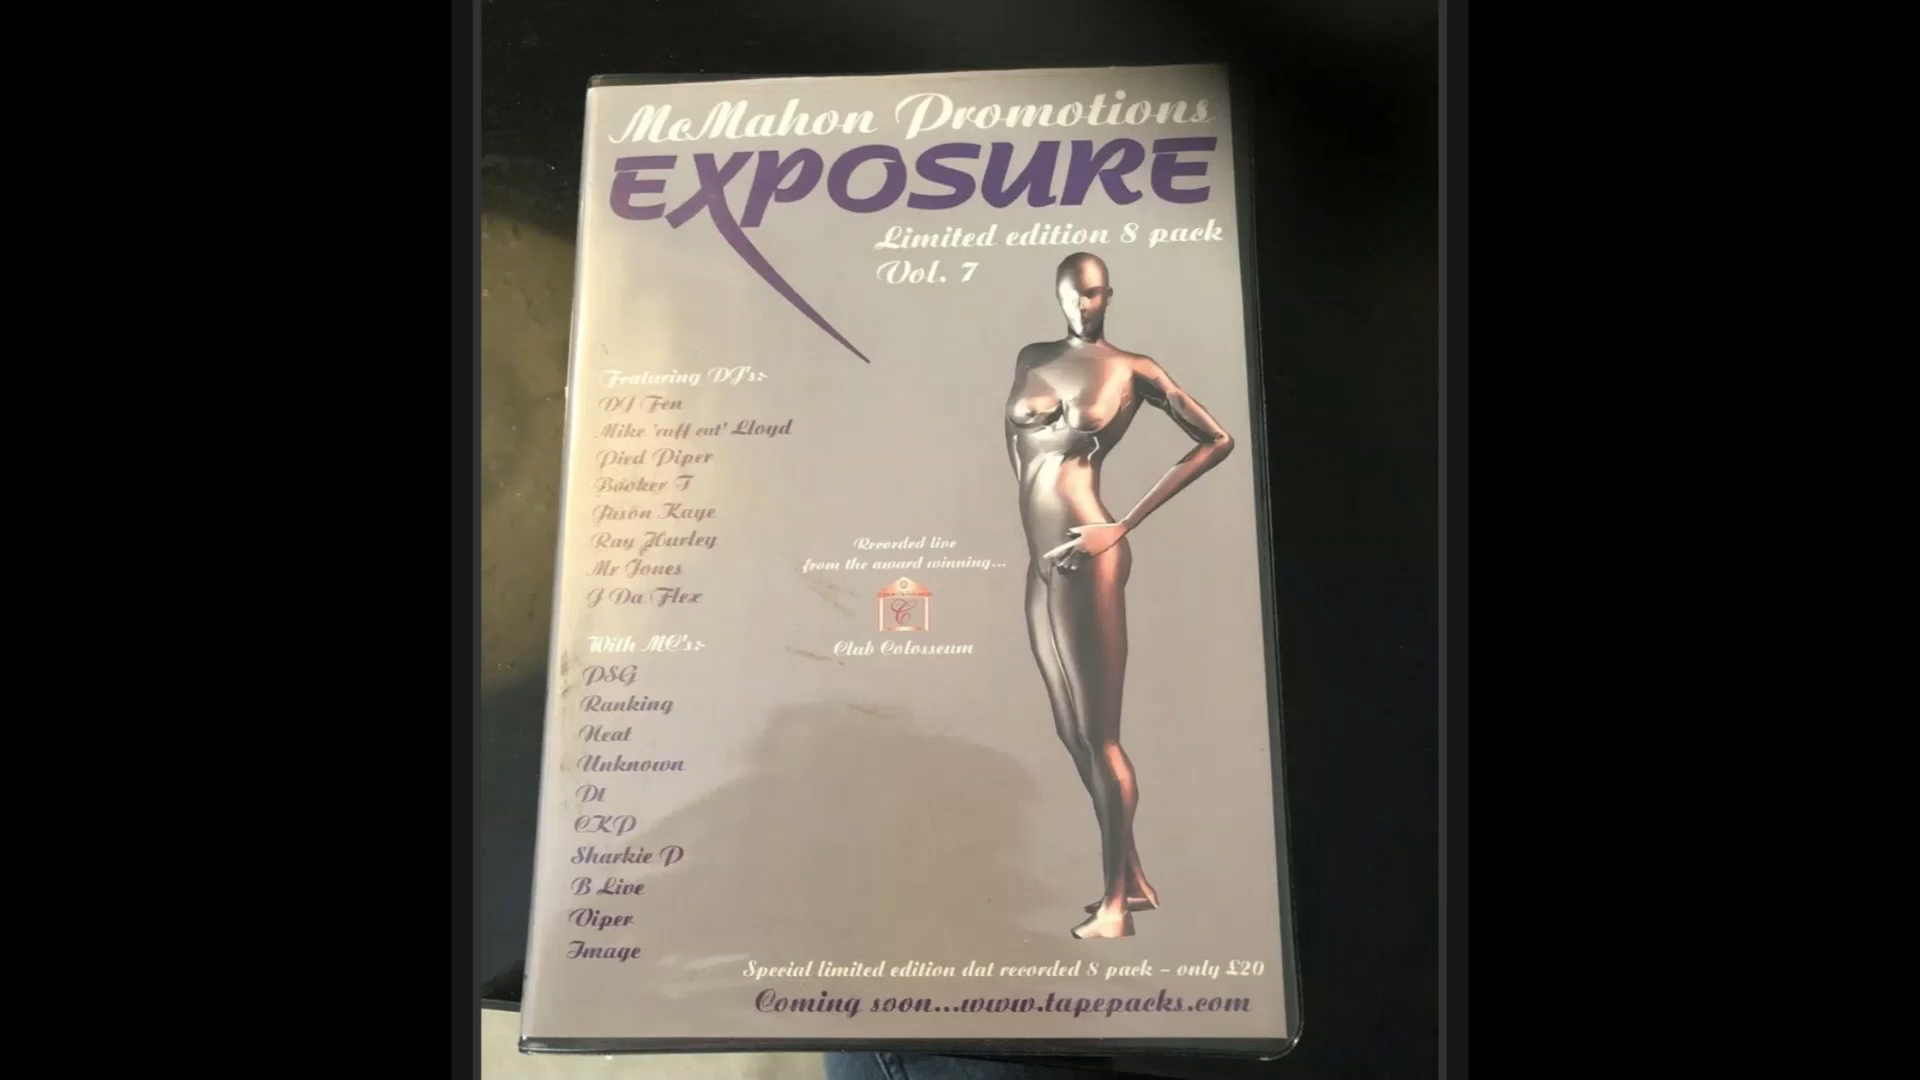 McMahon Promotions
EXPOSURE
Limited edition 8 pack
Vol. 7
Featuring DJ's:-
DJ Fen
Mike 'ruff cut' Lloyd
Pied Piper
Booker T
Jason Kaye
Ray Hurley
Mr Jones
J Da Flex
Recorded live
from the award winning...
C
Club Colosseum
With MC's:-
PSG
Ranking
Neat
Unknown
Dt
CKP
Sharkie P
B Live
Viper
Image
Special limited edition dat recorded 8 pack - only £20
Coming soon...www.tapepacks.com